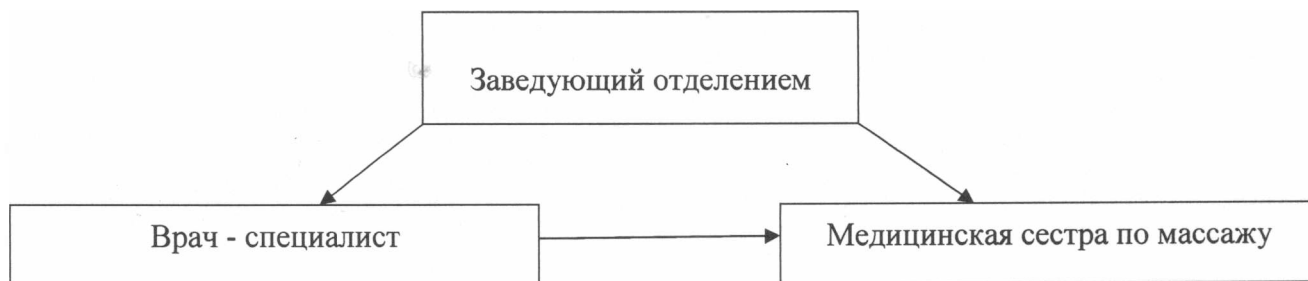 Заведующий отделением
Врач - специалист
Медицинская сестра по массажу